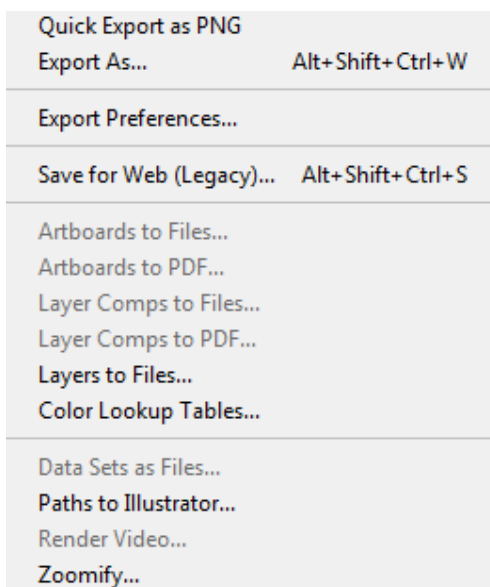 Quick Export as PNG
Export As... Alt+Shift+Ctrl+W
Export Preferences...
Save for Web (Legacy)... Alt+Shift+Ctrl+S
Artboards to Files...
Artboards to PDF...
Layer Comps to Files...
Layer Comps to PDF...
Layers to Files...
Color Lookup Tables...
Data Sets as Files...
Paths to Illustrator...
Render Video...
Zoomify...